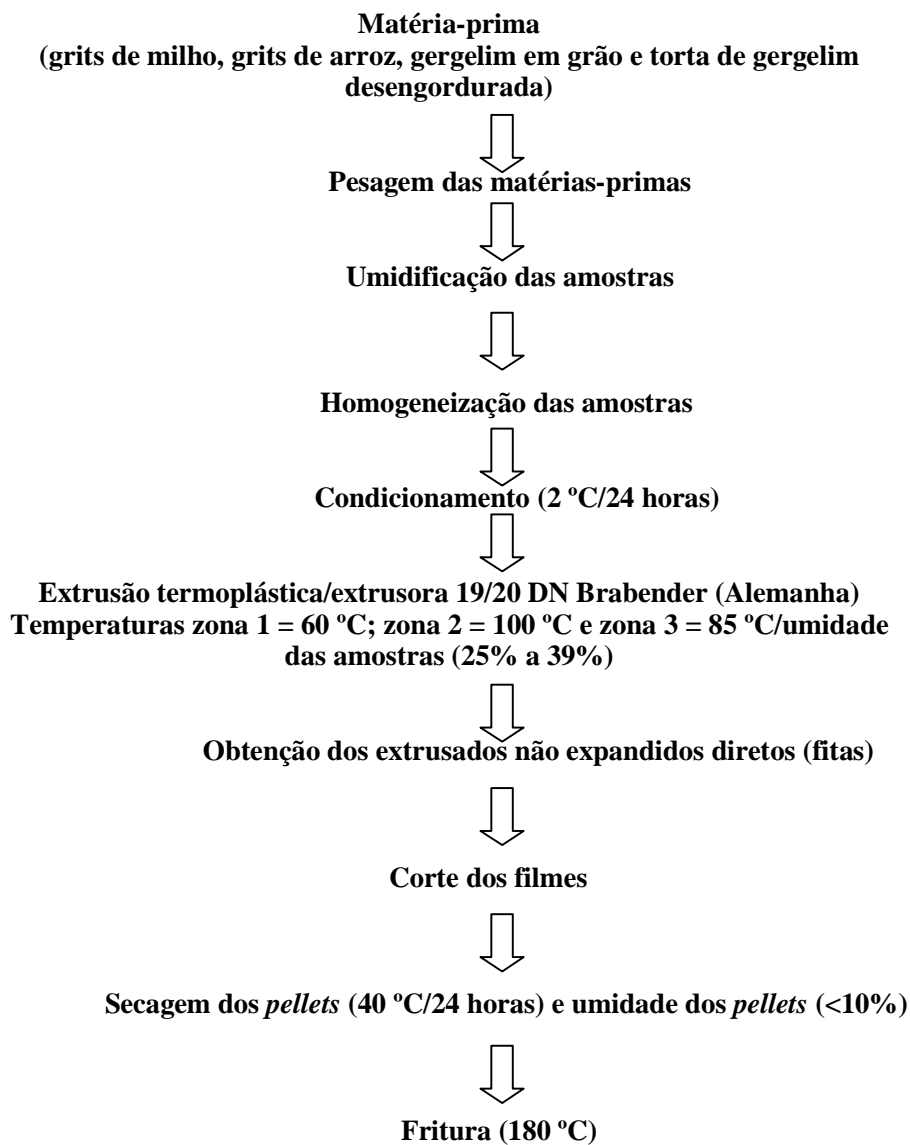 Matéria-prima
(grits de milho, grits de arroz, gergelim em grão e torta de gergelim
desengordurada)
Pesagem das matérias-primas
Umidificação das amostras
Homogeneização das amostras
Condicionamento (2 ºC/24 horas)
Extrusão termoplástica/extrusora 19/20 DN Brabender (Alemanha)
Temperaturas zona 1 = 60 ºC; zona 2 = 100 ºC e zona 3 = 85 ºC/umidade
das amostras (25% a 39%)
Obtenção dos extrusados não expandidos diretos (fitas)
Corte dos filmes
Secagem dos pellets (40 ºC/24 horas) e umidade dos pellets (<10%)
Fritura (180 ºC)